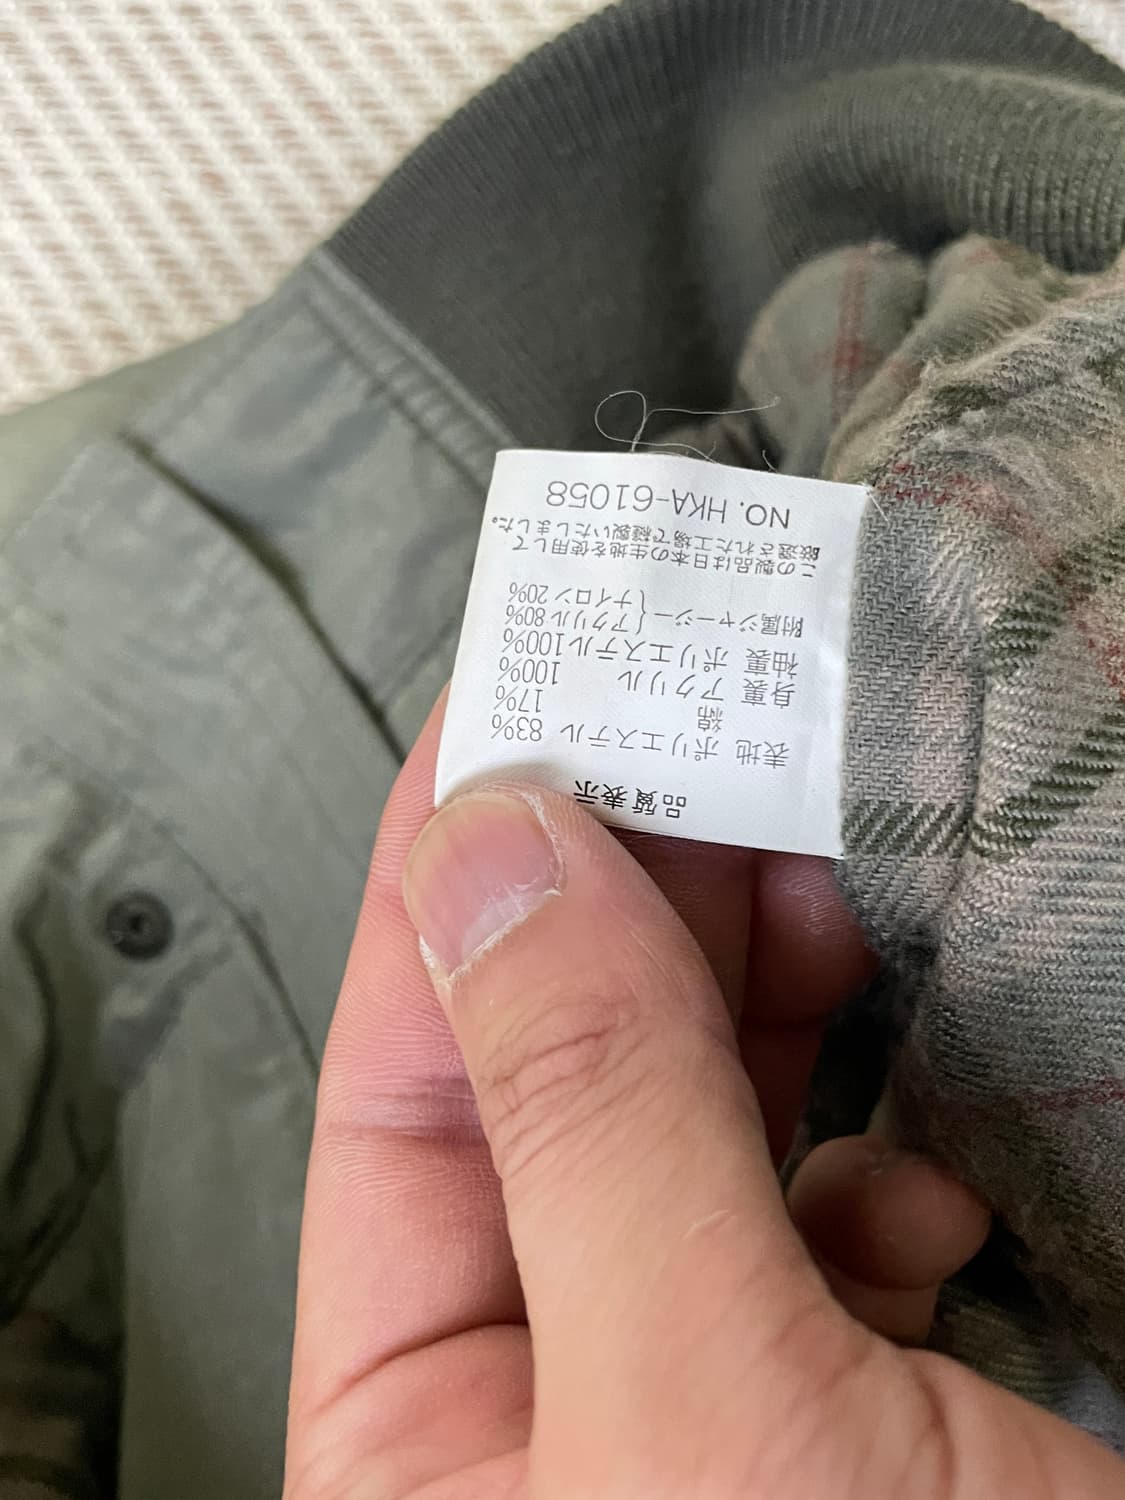 品質表示
表地 ポリエステル 83%
綿 17%
身裏 アクリル 100%
袖裏 ポリエステル 100%
附属ジャージー{アクリル 80%
{ナイロン 20%
この製品は日本の生地を使用して
厳選された工場で縫製いたしました。
NO. HKA-61058